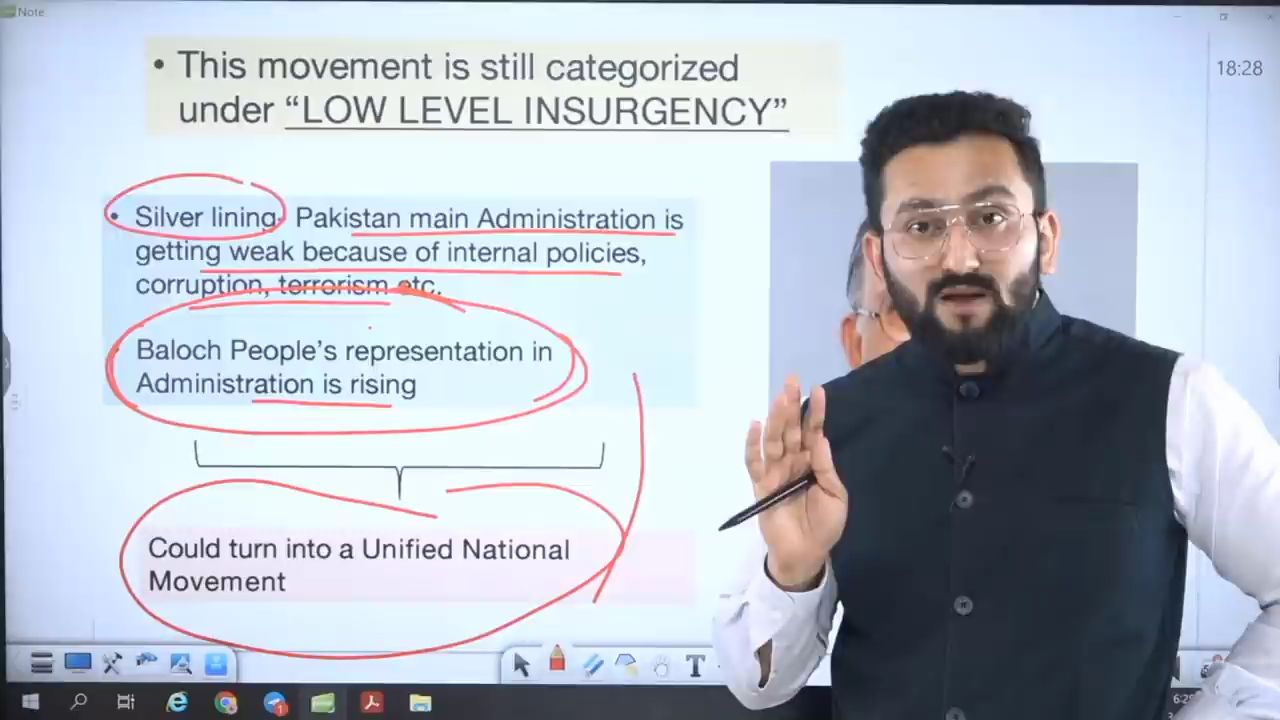 Note
18:28
• This movement is still categorized
under “LOW LEVEL INSURGENCY”
• Silver lining Pakistan main Administration is
getting weak because of internal policies,
corruption, terrorism etc.
Baloch People’s representation in
Administration is rising
Could turn into a Unified National
Movement
T